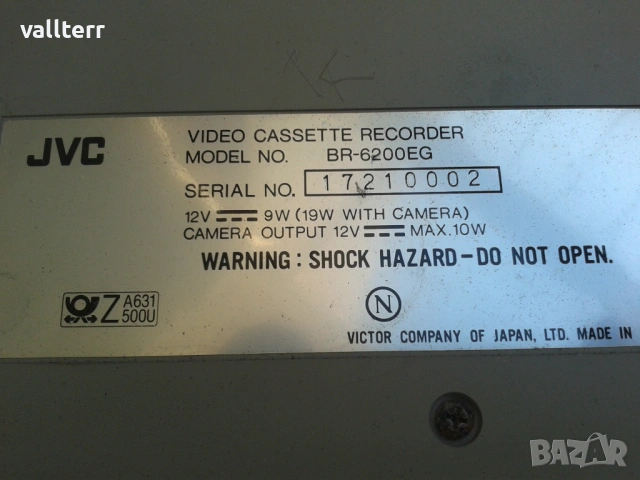 vallterr
JVC
VIDEO CASSETTE RECORDER
MODEL NO. BR-6200EG
SERIAL NO. 17210002
12V ⎓ 9W (19W WITH CAMERA)
CAMERA OUTPUT 12V ⎓ MAX.10W
WARNING : SHOCK HAZARD-DO NOT OPEN.
Z A631 500U
N
VICTOR COMPANY OF JAPAN, LTD. MADE IN
BAZAR